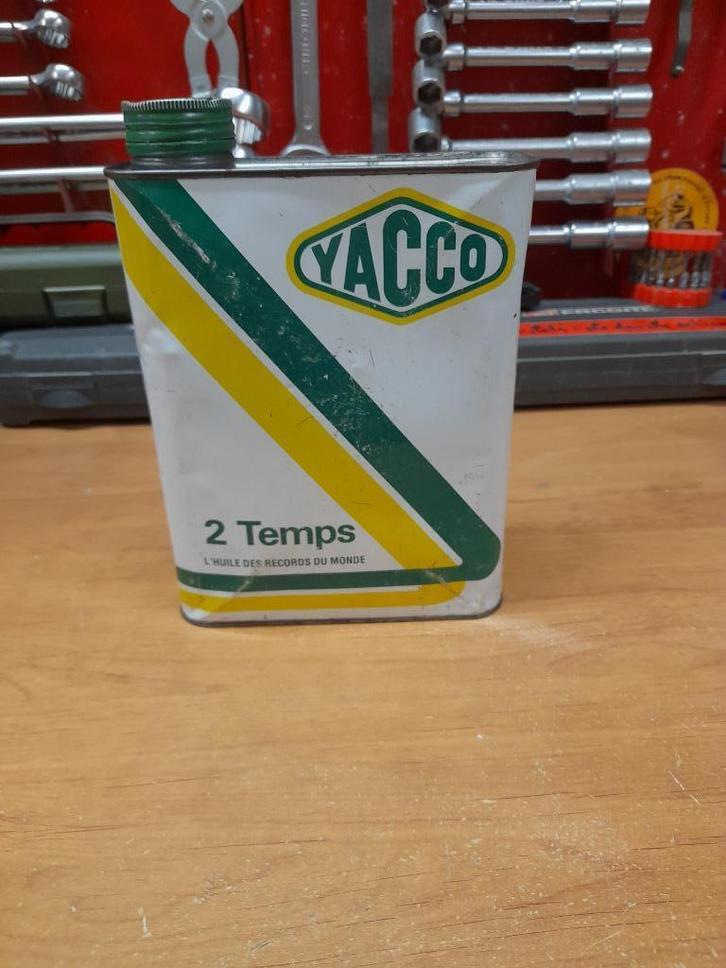 YACCO
2 Temps
L'HUILE DES RECORDS DU MONDE